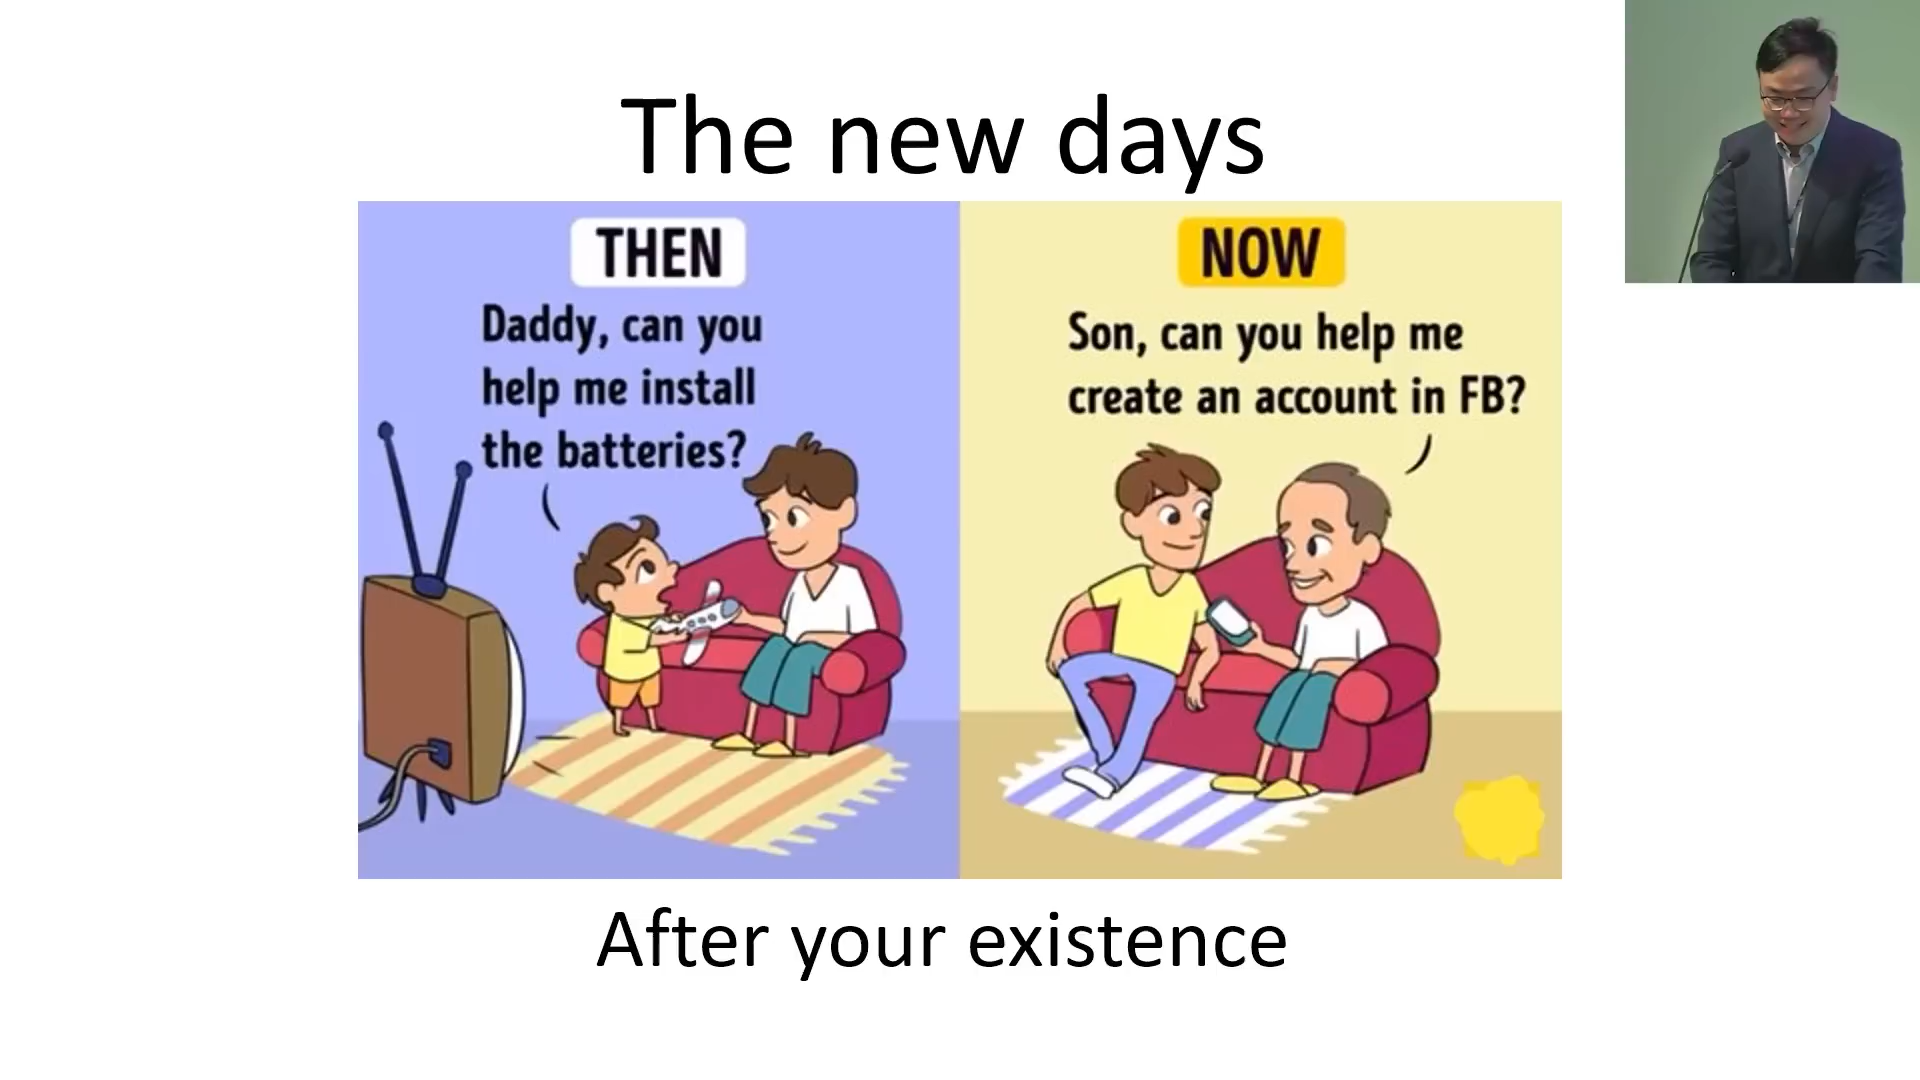 The new days
THEN
Daddy, can you
help me install
the batteries?
NOW
Son, can you help me
create an account in FB?
After your existence